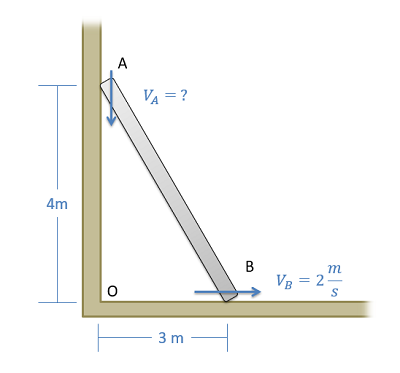 A
V_A = ?
4m
B
V_B = 2 m/s
O
3 m